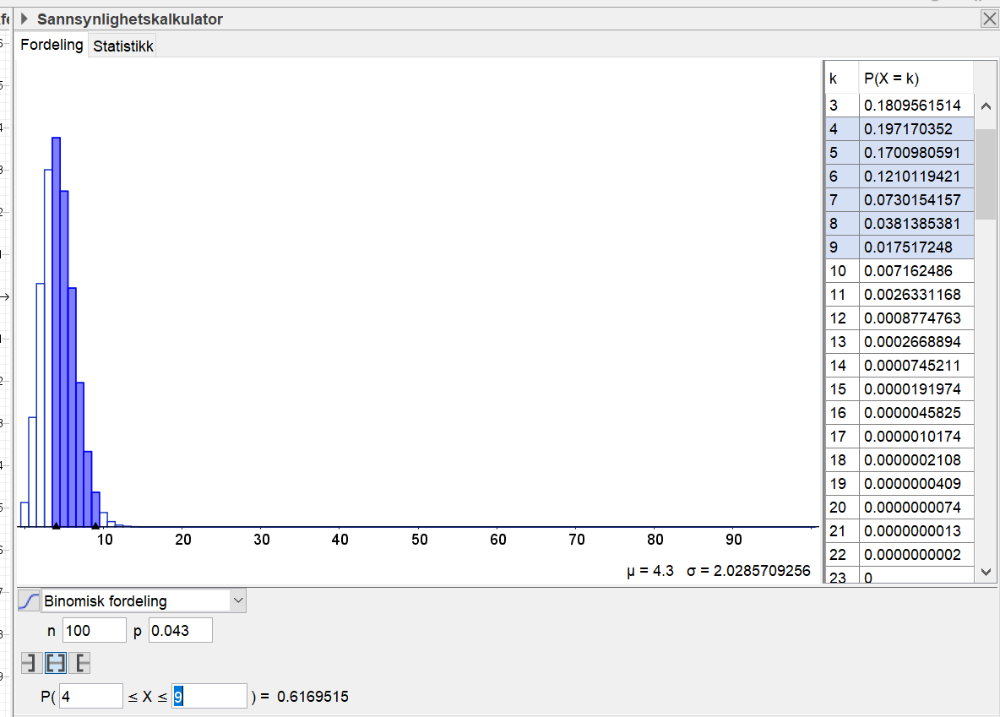 Sannsynlighetskalkulator
Fordeling Statistikk
k P(X = k)
3 0.1809561514
4 0.197170352
5 0.1700980591
6 0.1210119421
7 0.0730154157
8 0.0381385381
9 0.017517248
10 0.007162486
11 0.0026331168
12 0.0008774763
13 0.0002668894
14 0.0000745211
15 0.0000191974
16 0.0000045825
17 0.0000010174
18 0.0000002108
19 0.0000000409
20 0.0000000074
21 0.0000000013
22 0.0000000002
23 0
10 20 30 40 50 60 70 80 90
μ = 4.3 σ = 2.0285709256
Binomisk fordeling
n 100 p 0.043
P( 4 ≤ X ≤ 9 ) = 0.6169515